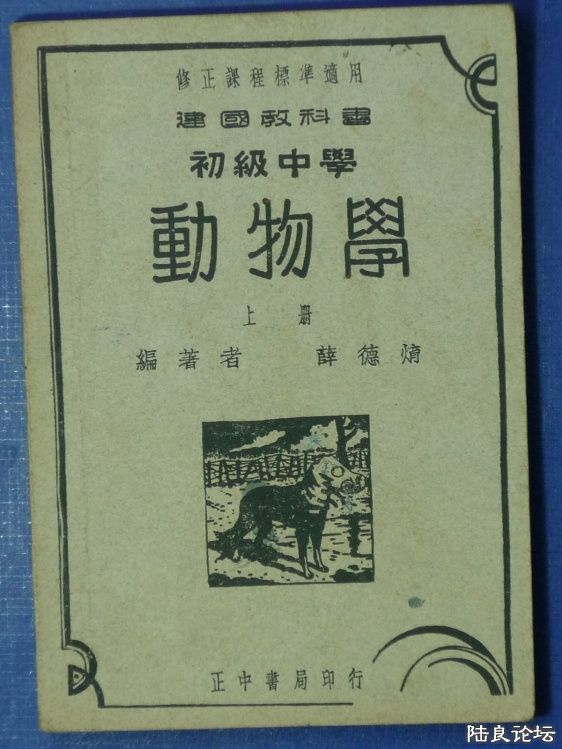 修正課程標準適用
建國教科書
初級中學
動物學
上 冊
編著者 薛德焴
正中書局印行
陆良论坛